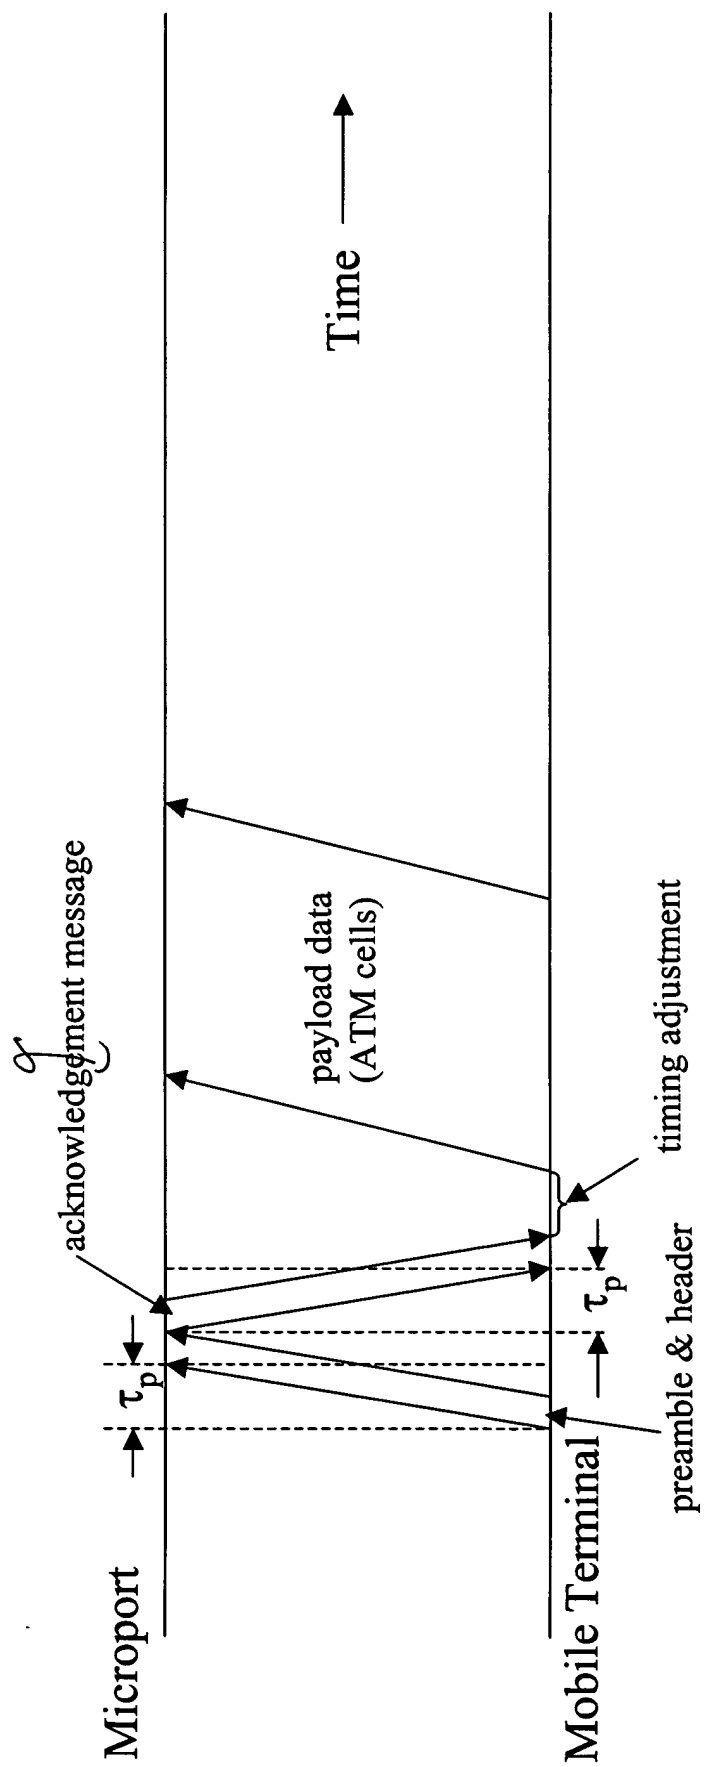 Microport
τp
acknowledgement message
payload data
(ATM cells)
Time
Mobile Terminal
τp
preamble & header
timing adjustment